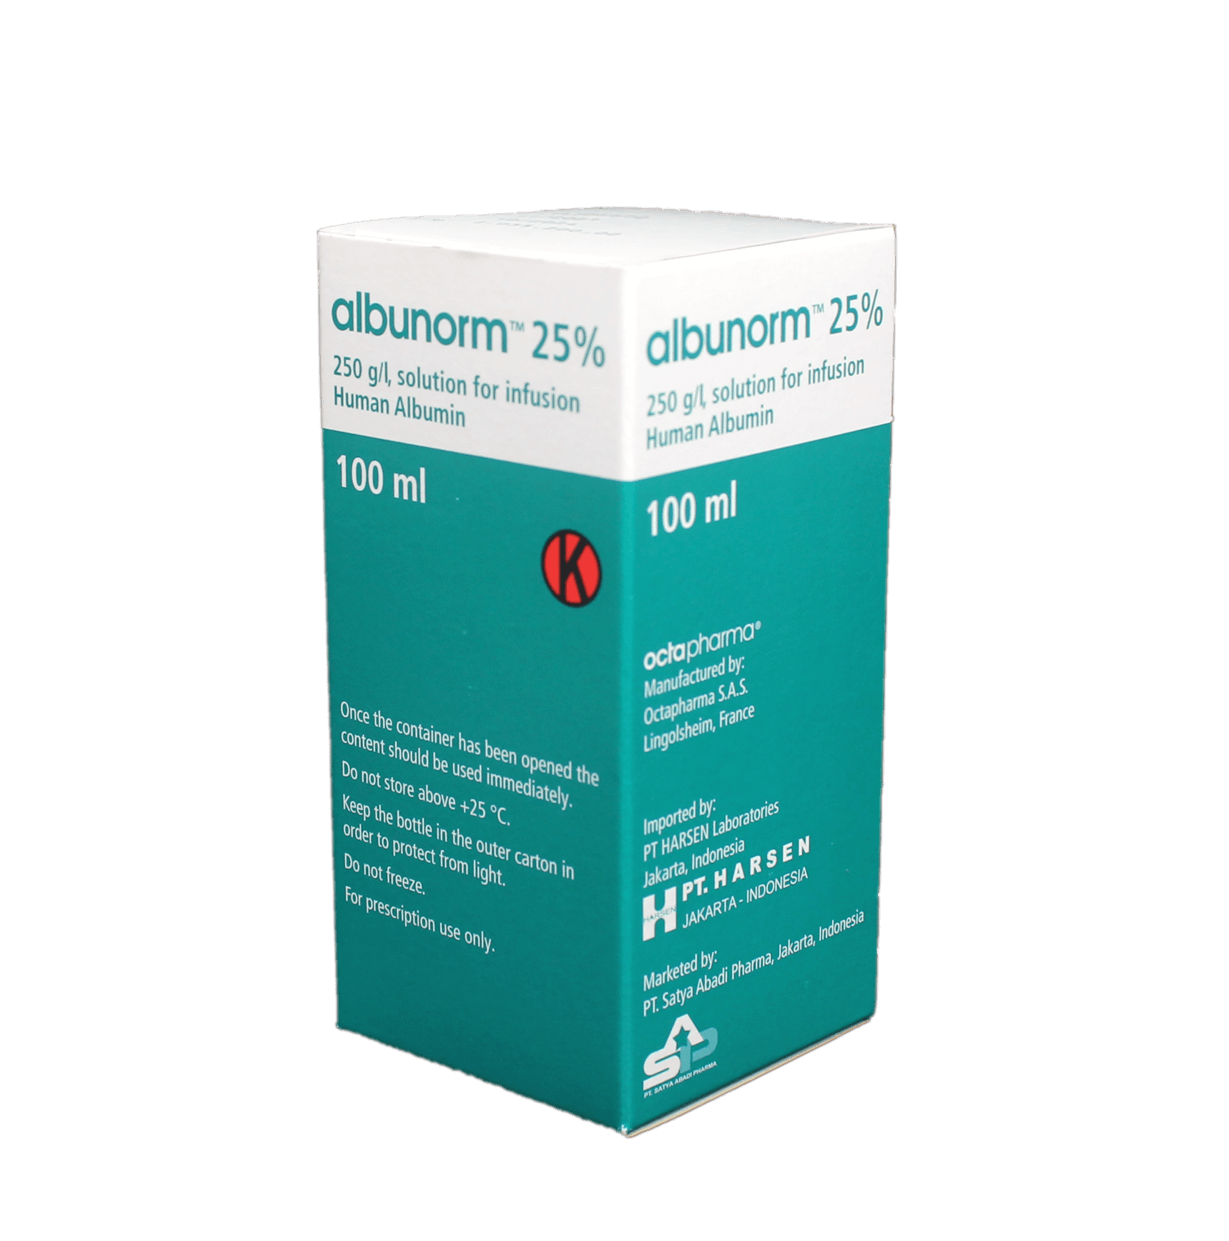 albunorm™ 25%
250 g/l, solution for infusion
Human Albumin
100 ml
K
Once the container has been opened the
content should be used immediately.
Do not store above +25 °C.
Keep the bottle in the outer carton in
order to protect from light.
Do not freeze.
For prescription use only.
albunorm™ 25%
250 g/l, solution for infusion
Human Albumin
100 ml
octapharma®
Manufactured by:
Octapharma S.A.S.
Lingolsheim, France
Imported by:
PT HARSEN Laboratories
Jakarta, Indonesia
HARSEN
PT. HARSEN
JAKARTA - INDONESIA
Marketed by:
PT. Satya Abadi Pharma, Jakarta, Indonesia
SAP
PT. SATYA ABADI PHARMA